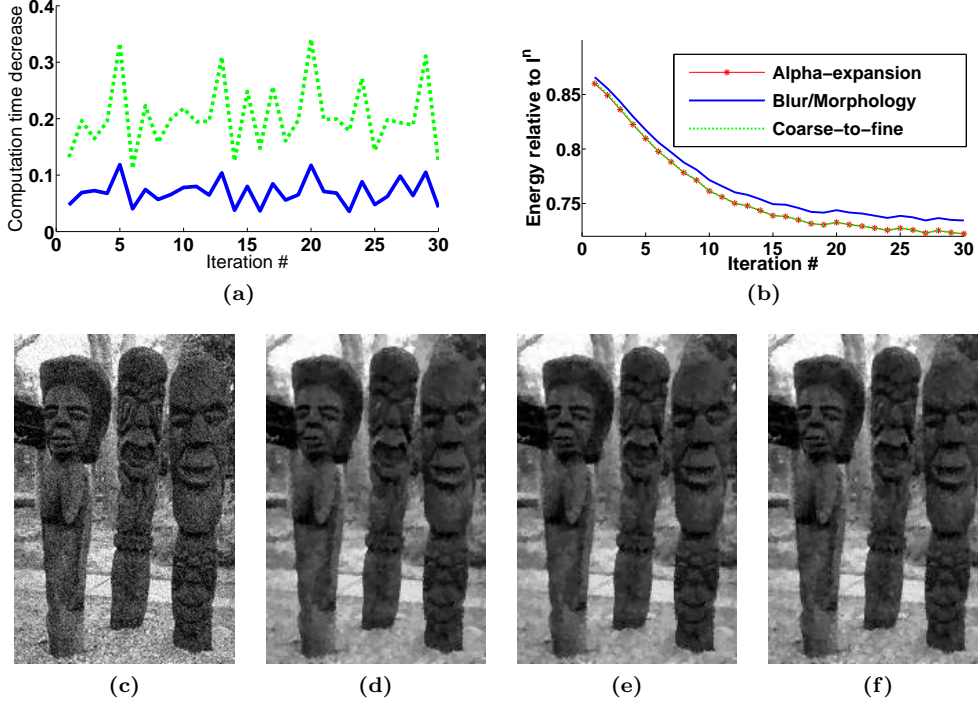 Computation time decrease
0.4
0.3
0.2
0.1
0
0
5
10
15
20
25
30
Iteration #
(a)
Energy relative to Iⁿ
0.85
0.8
0.75
Alpha−expansion
Blur/Morphology
Coarse−to−fine
0
5
10
15
20
25
30
Iteration #
(b)
(c)
(d)
(e)
(f)